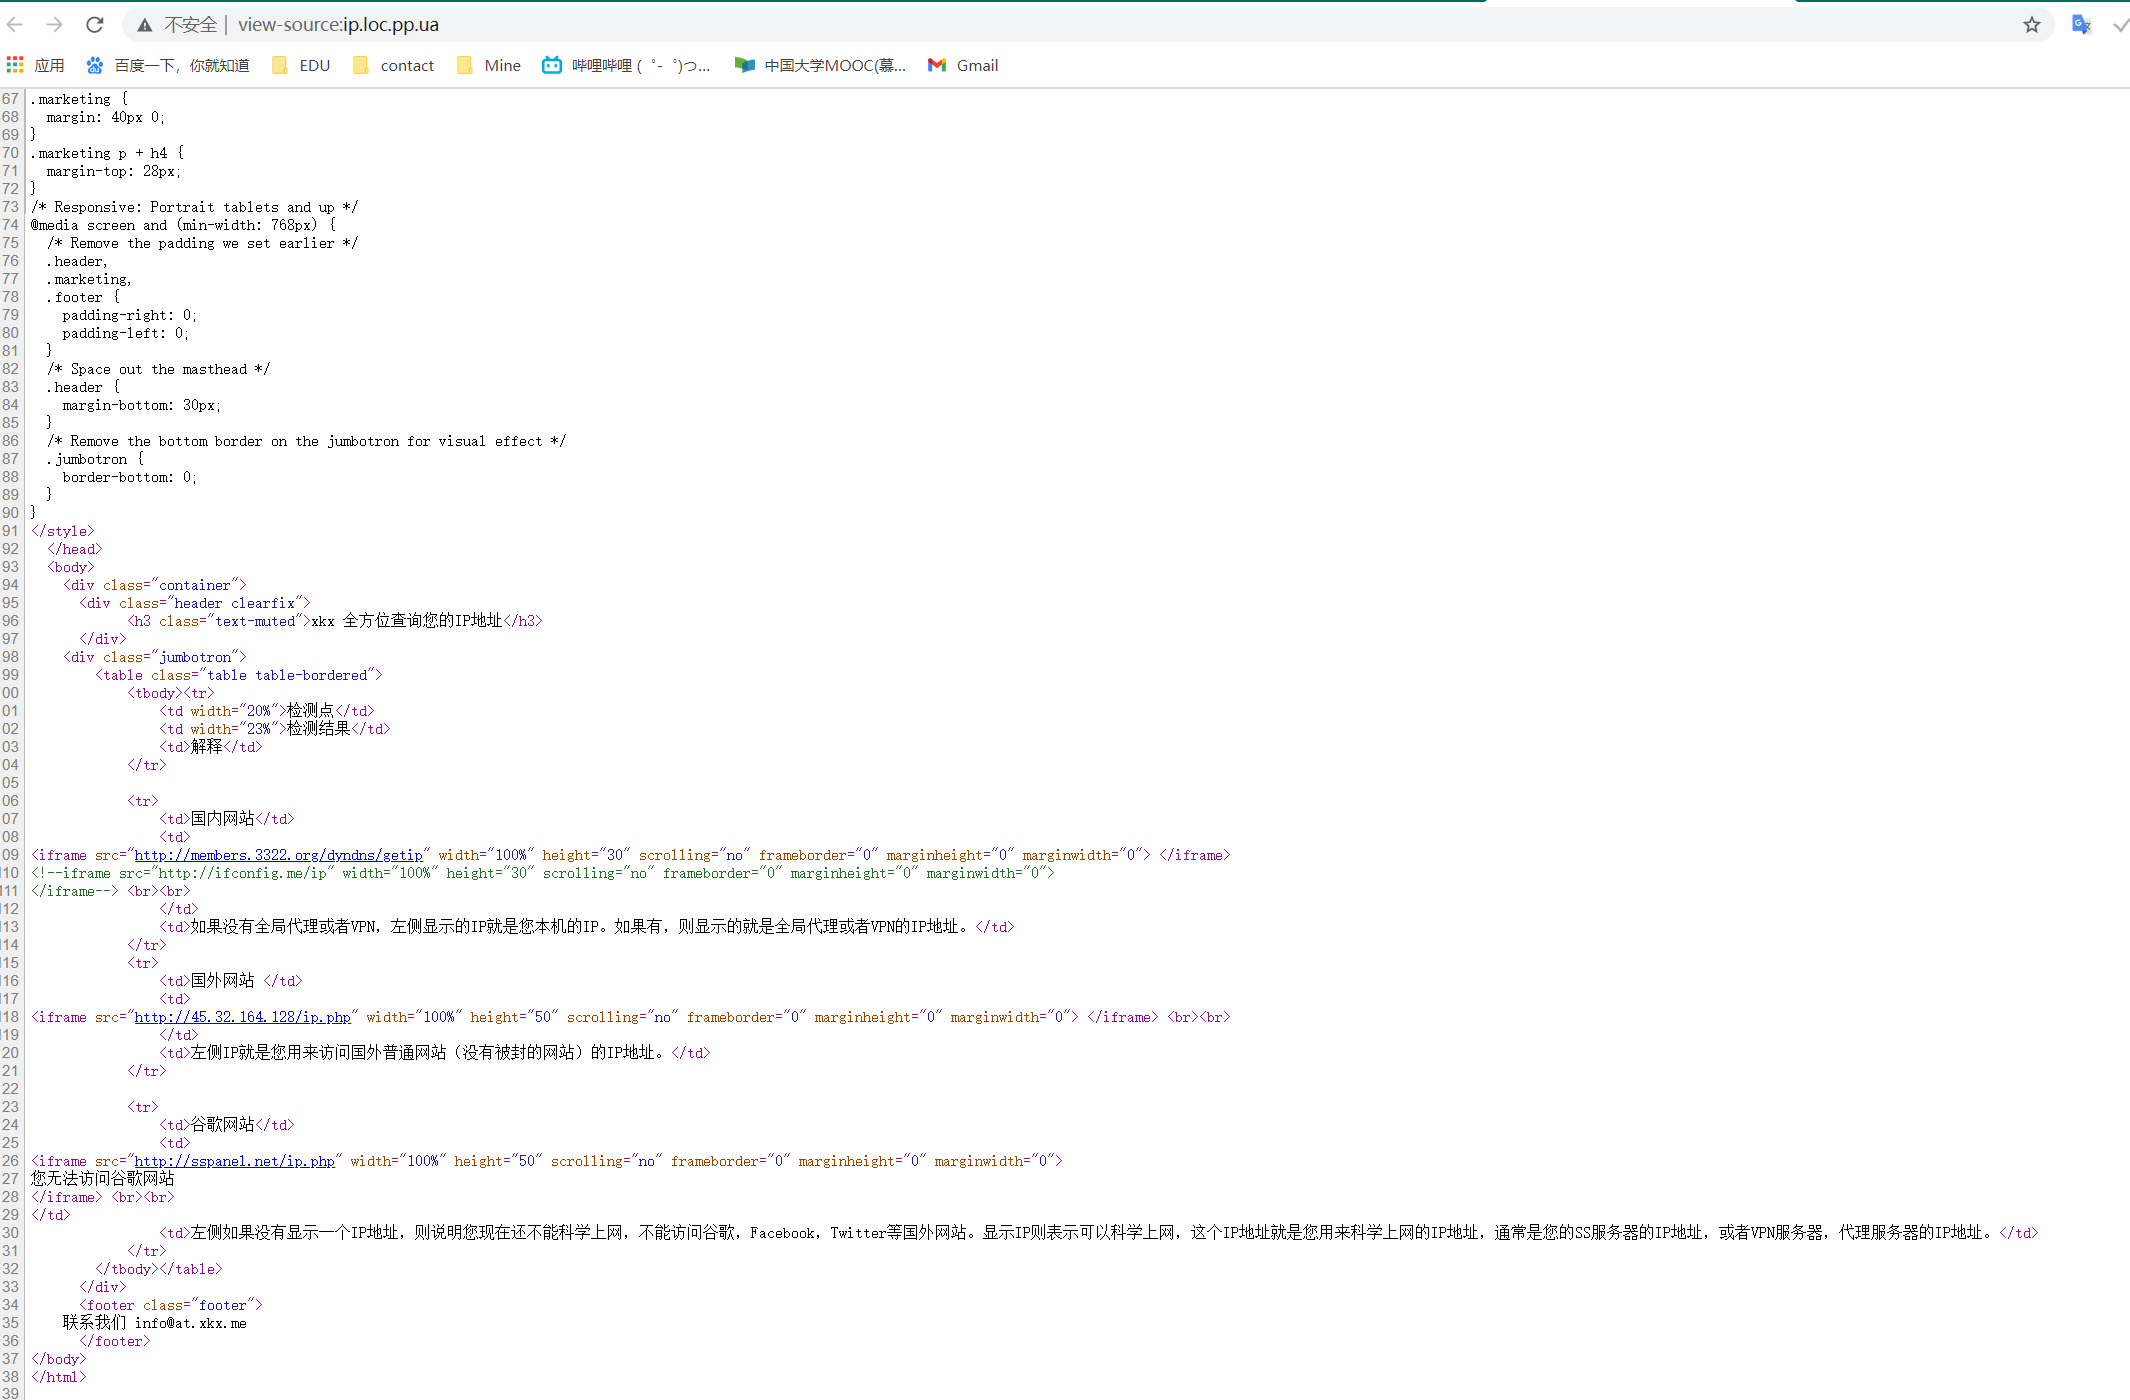 不安全 | view-source:ip.loc.pp.ua
应用 百度一下，你就知道 EDU contact Mine 哔哩哔哩 (゜-゜)つ... 中国大学MOOC(慕... Gmail
67 .marketing {
68   margin: 40px 0;
69 }
70 .marketing p + h4 {
71   margin-top: 28px;
72 }
73 /* Responsive: Portrait tablets and up */
74 @media screen and (min-width: 768px) {
75   /* Remove the padding we set earlier */
76   .header,
77   .marketing,
78   .footer {
79     padding-right: 0;
80     padding-left: 0;
81   }
82   /* Space out the masthead */
83   .header {
84     margin-bottom: 30px;
85   }
86   /* Remove the bottom border on the jumbotron for visual effect */
87   .jumbotron {
88     border-bottom: 0;
89   }
90 }
91 </style>
92   </head>
93   <body>
94     <div class="container">
95       <div class="header clearfix">
96             <h3 class="text-muted">xkx 全方位查询您的IP地址</h3>
97       </div>
98     <div class="jumbotron">
99         <table class="table table-bordered">
00             <tbody><tr>
01                 <td width="20%">检测点</td>
02                 <td width="23%">检测结果</td>
03                 <td>解释</td>
04             </tr>
05
06             <tr>
07                 <td>国内网站</td>
08                 <td>
09 <iframe src="http://members.3322.org/dyndns/getip" width="100%" height="30" scrolling="no" frameborder="0" marginheight="0" marginwidth="0"> </iframe>
110 <!--iframe src="http://ifconfig.me/ip" width="100%" height="30" scrolling="no" frameborder="0" marginheight="0" marginwidth="0">
111 </iframe--> <br><br>
112                 </td>
113                 <td>如果没有全局代理或者VPN，左侧显示的IP就是您本机的IP。如果有，则显示的就是全局代理或者VPN的IP地址。</td>
114             </tr>
115             <tr>
116                 <td>国外网站 </td>
117                 <td>
118 <iframe src="http://45.32.164.128/ip.php" width="100%" height="50" scrolling="no" frameborder="0" marginheight="0" marginwidth="0"> </iframe> <br><br>
119                 </td>
20                 <td>左侧IP就是您用来访问国外普通网站（没有被封的网站）的IP地址。</td>
21             </tr>
22
23             <tr>
24                 <td>谷歌网站</td>
25                 <td>
26 <iframe src="http://sspanel.net/ip.php" width="100%" height="50" scrolling="no" frameborder="0" marginheight="0" marginwidth="0">
27 您无法访问谷歌网站
28 </iframe> <br><br>
29 </td>
30                 <td>左侧如果没有显示一个IP地址，则说明您现在还不能科学上网，不能访问谷歌，Facebook，Twitter等国外网站。显示IP则表示可以科学上网，这个IP地址就是您用来科学上网的IP地址，通常是您的SS服务器的IP地址，或者VPN服务器，代理服务器的IP地址。</td>
31             </tr>
32         </tbody></table>
33       </div>
34       <footer class="footer">
35     联系我们 info@at.xkx.me
36       </footer>
37 </body>
38 </html>
39